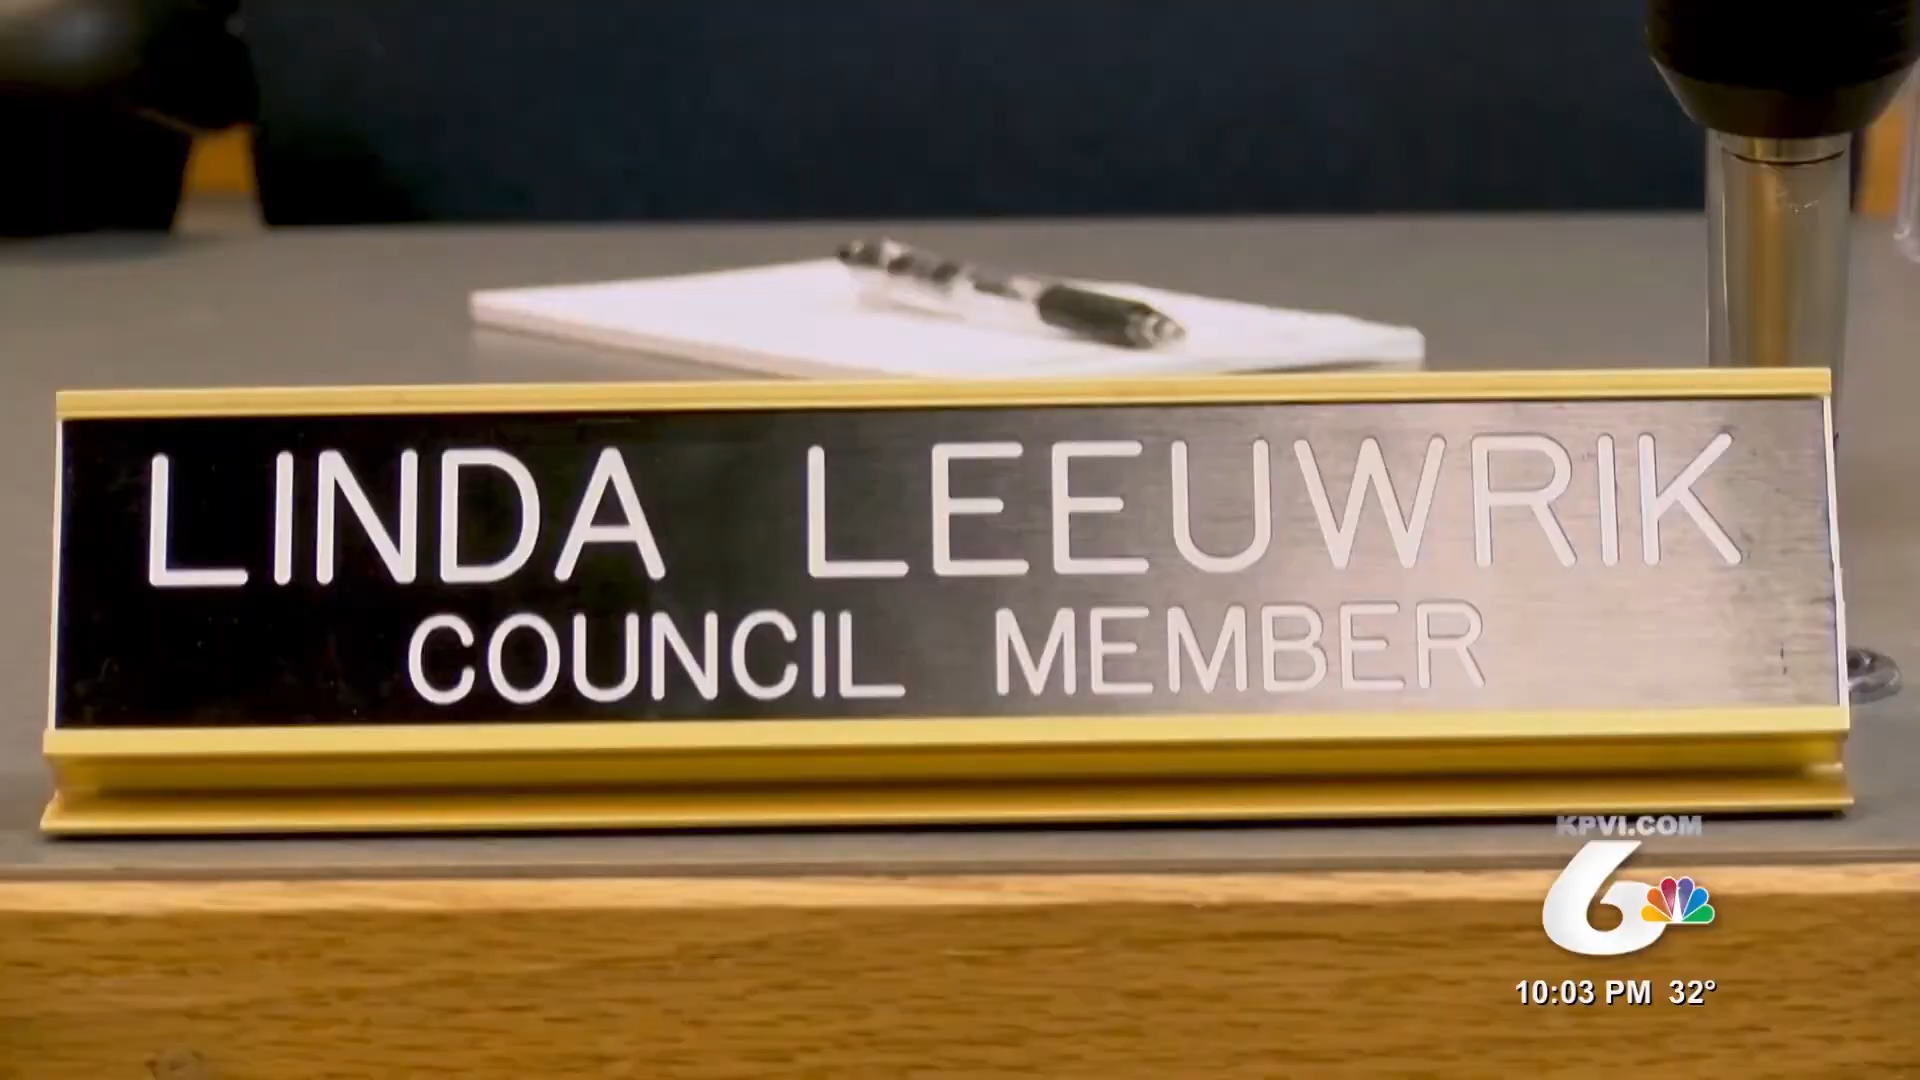 LINDA LEEUWRIK
COUNCIL MEMBER
KPVI.COM
6
10:03 PM 32°